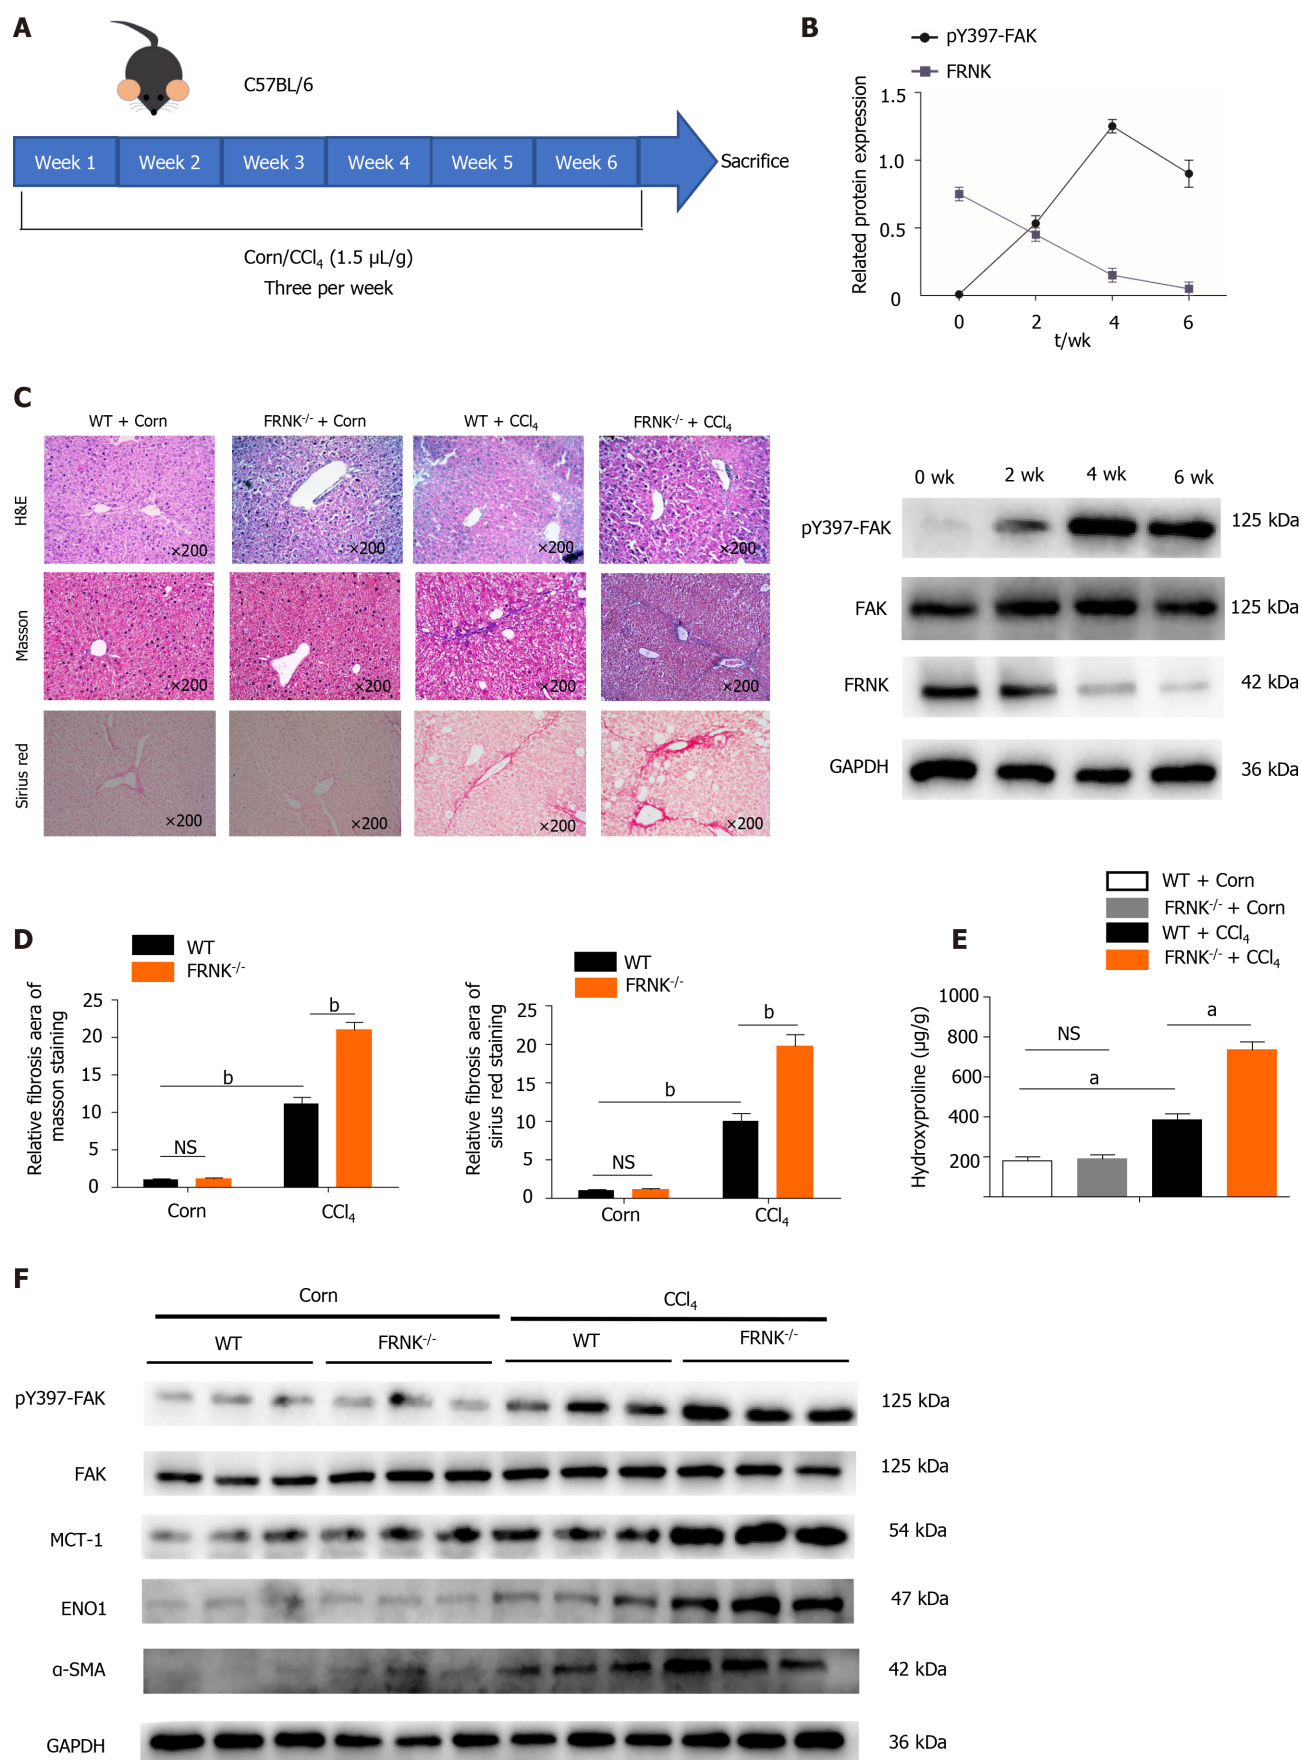 A
C57BL/6
Week 1 Week 2 Week 3 Week 4 Week 5 Week 6
Sacrifice
Corn/CCl₄ (1.5 µL/g)
Three per week
B
pY397-FAK
FRNK
Related protein expression
1.5
1.0
0.5
0
0 2 4 6
t/wk
C
WT + Corn FRNK⁻/⁻ + Corn WT + CCl₄ FRNK⁻/⁻ + CCl₄
H&E
×200 ×200 ×200 ×200
Masson
×200 ×200 ×200 ×200
Sirius red
×200 ×200 ×200 ×200
0 wk 2 wk 4 wk 6 wk
pY397-FAK 125 kDa
FAK 125 kDa
FRNK 42 kDa
GAPDH 36 kDa
D
WT
FRNK⁻/⁻
Relative fibrosis aera of
masson staining
25
20
15
10
5
0
NS
b
b
Corn CCl₄
WT
FRNK⁻/⁻
Relative fibrosis aera of
sirius red staining
25
20
15
10
5
0
NS
b
b
Corn CCl₄
E
WT + Corn
FRNK⁻/⁻ + Corn
WT + CCl₄
FRNK⁻/⁻ + CCl₄
Hydroxyproline (µg/g)
1000
800
600
400
200
NS
a
a
F
Corn CCl₄
WT FRNK⁻/⁻ WT FRNK⁻/⁻
pY397-FAK 125 kDa
FAK 125 kDa
MCT-1 54 kDa
ENO1 47 kDa
α-SMA 42 kDa
GAPDH 36 kDa